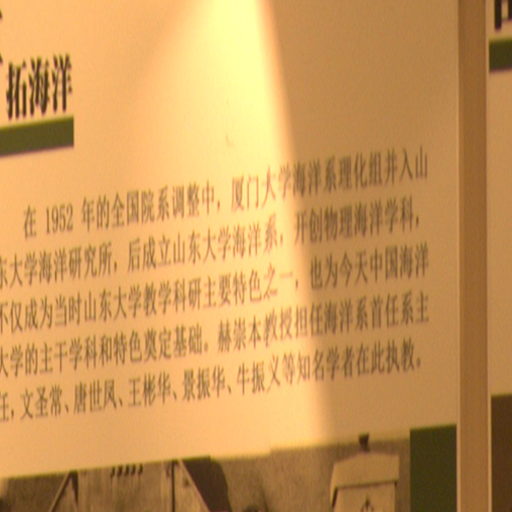 拓海洋
在 1952 年的全国院系调整中，厦门大学海洋系理化组并入山
东大学海洋研究所，后成立山东大学海洋系，开创物理海洋学科，
不仅成为当时山东大学教学科研主要特色之一，也为今天中国海洋
大学的主干学科和特色奠定基础。赫崇本教授担任海洋系首任系主
任，文圣常、唐世凤、王彬华、景振华、牛振义等知名学者在此执教。